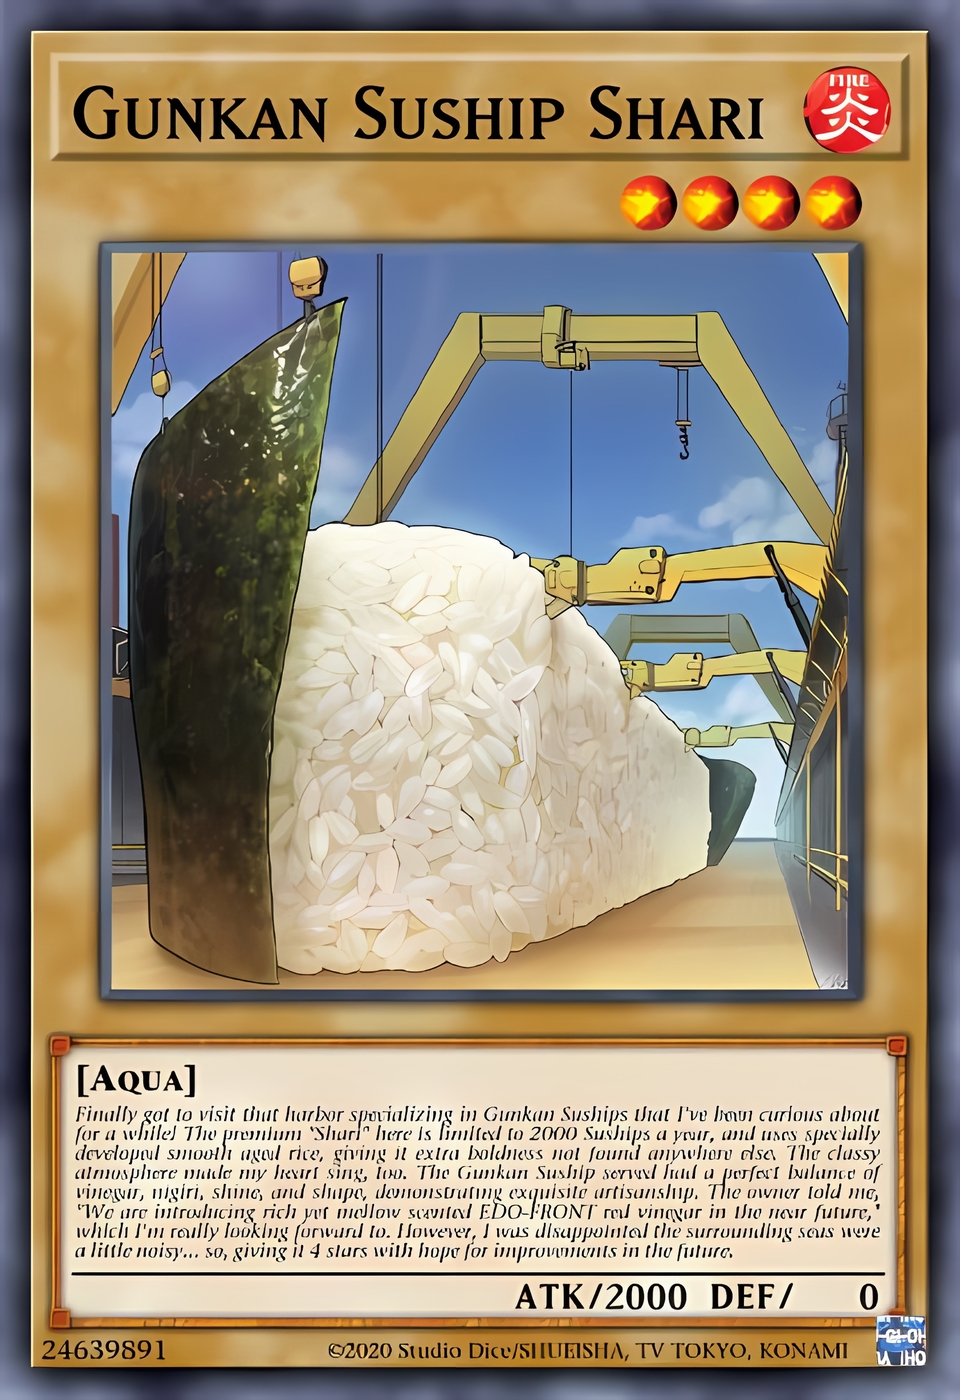 GUNKAN SUSHIP SHARI
炎
[AQUA]
Finally got to visit that harbor specializing in Gunkan Suships that I've been curious about
for a while! The premium "Shari" here is limited to 2000 Suships a year, and uses specially
developed smooth aged rice, giving it extra boldness not found anywhere else. The classy
atmosphere made my heart sing, too. The Gunkan Suship served had a perfect balance of
vinegar, nigiri, shine, and shape, demonstrating exquisite artisanship. The owner told me,
"We are introducing rich yet mellow scented EDO-FRONT red vinegar in the near future,"
which I'm really looking forward to. However, I was disappointed the surrounding seas were
a little noisy... so, giving it 4 stars with hope for improvements in the future.
ATK/2000 DEF/ 0
24639891 ©2020 Studio Dice/SHUEISHA, TV TOKYO, KONAMI